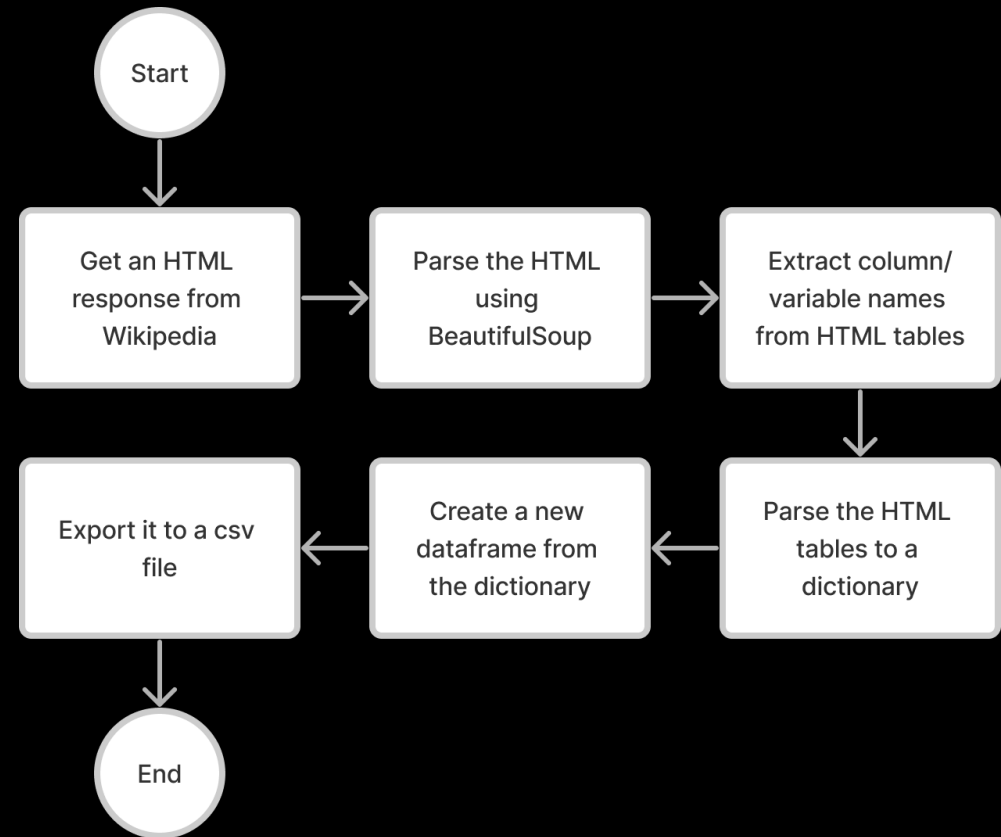 Start
Get an HTML
response from
Wikipedia
Parse the HTML
using
BeautifulSoup
Extract column/
variable names
from HTML tables
Parse the HTML
tables to a
dictionary
Create a new
dataframe from
the dictionary
Export it to a csv
file
End